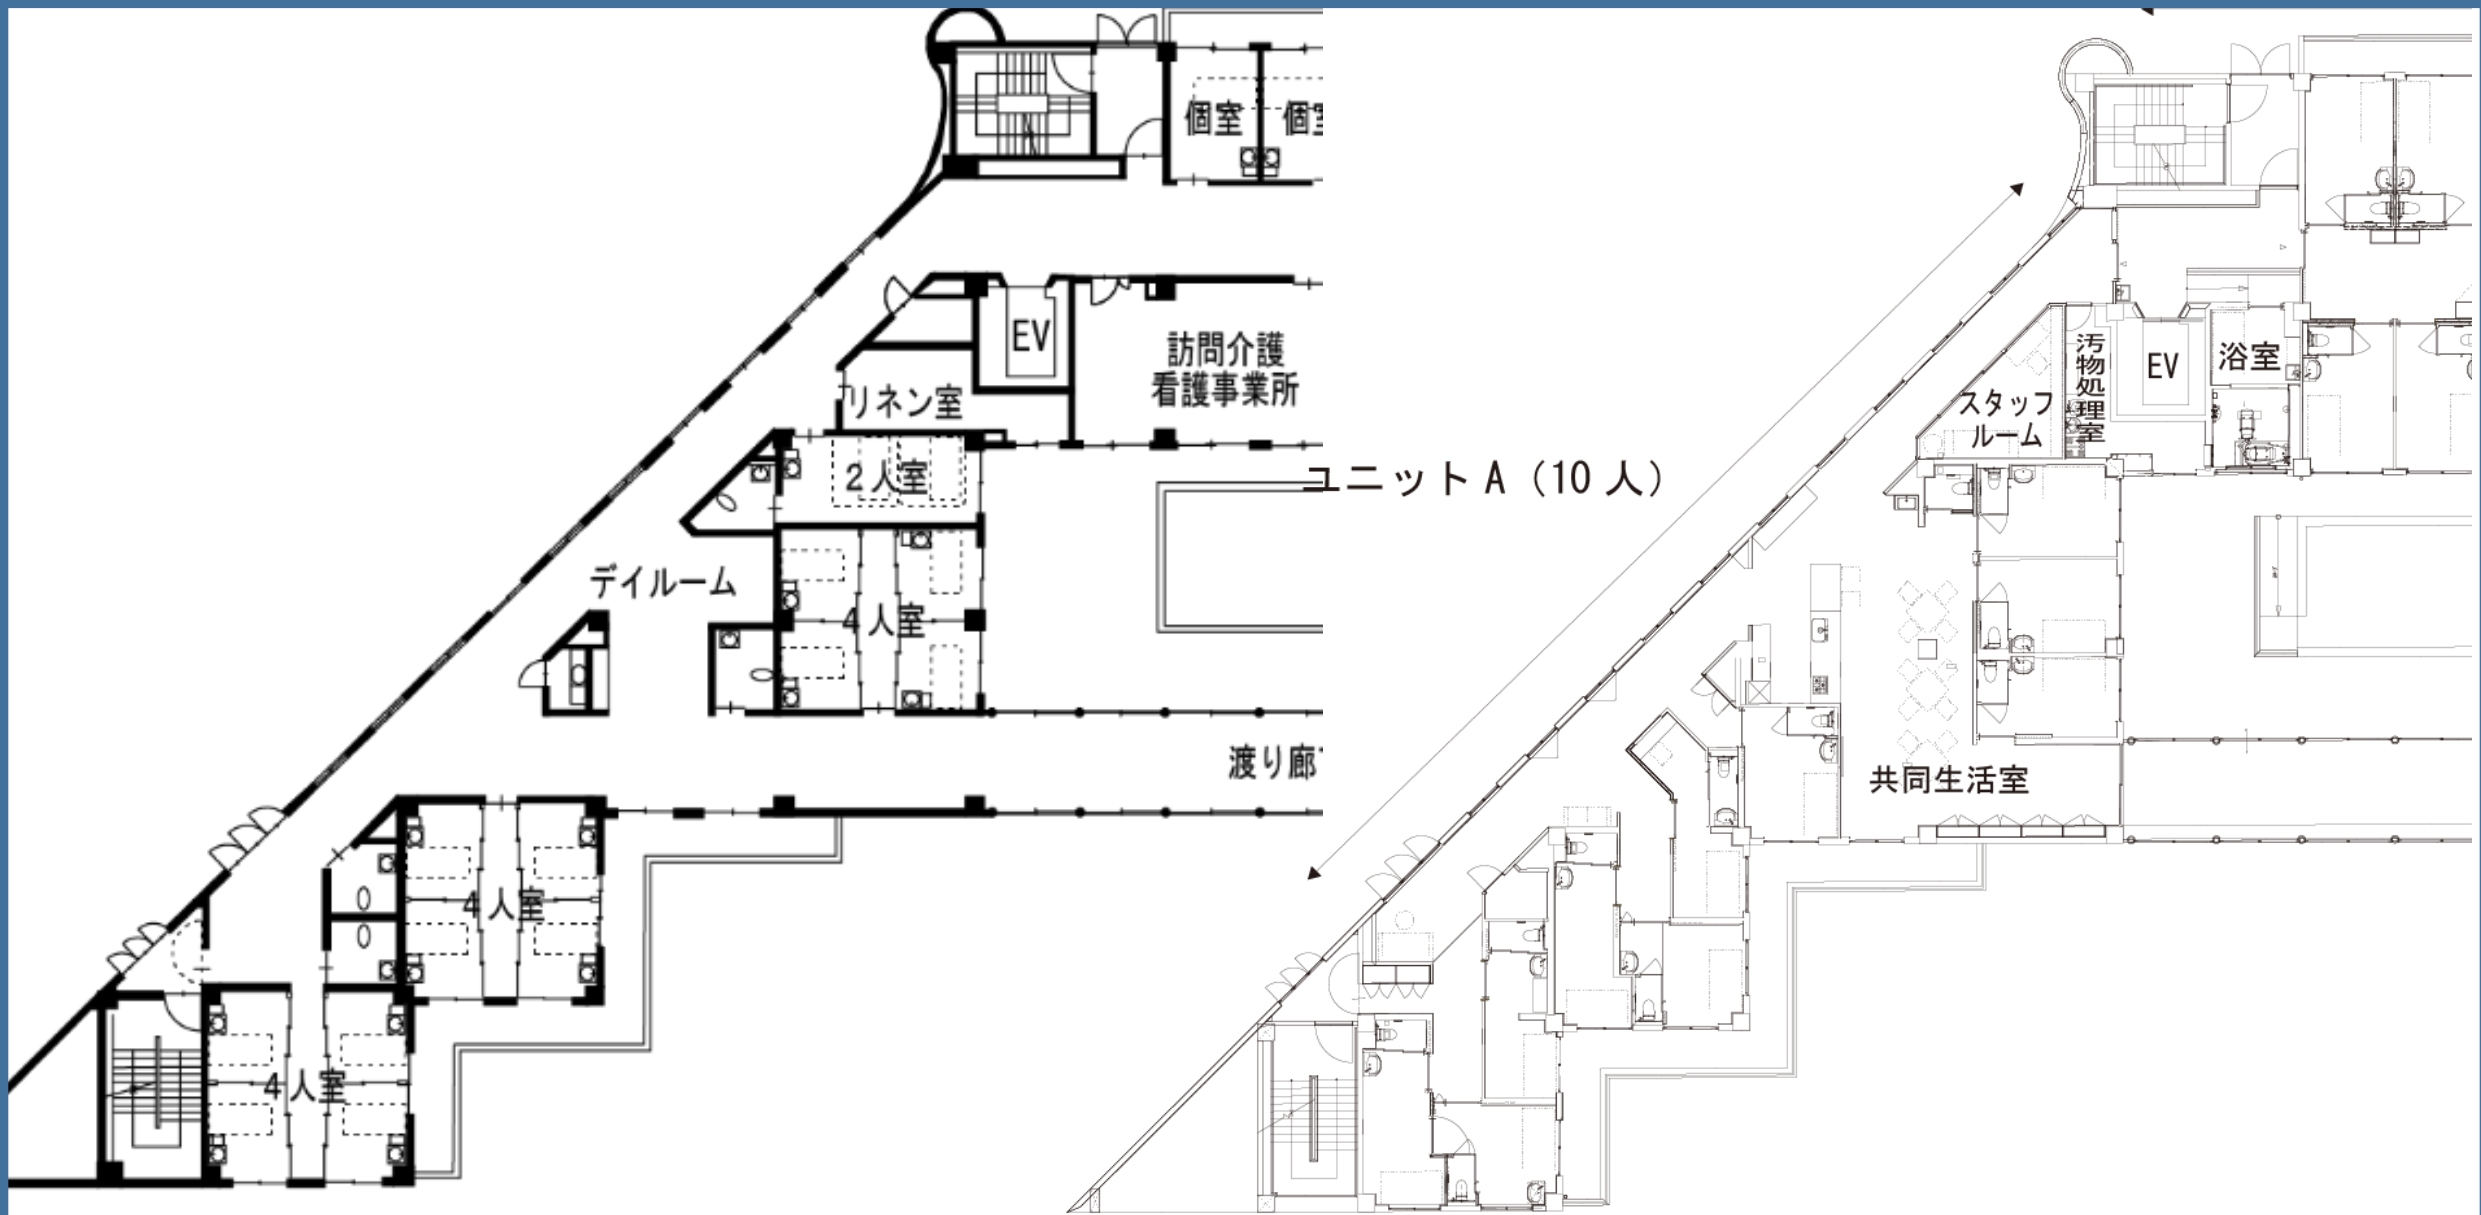 個室
個室
EV
訪問介護
看護事業所
リネン室
2人室
デイルーム
4人室
渡り廊
4人室
4人室
ユニットA（10人）
汚物処理室
EV
浴室
スタッフ
ルーム
共同生活室